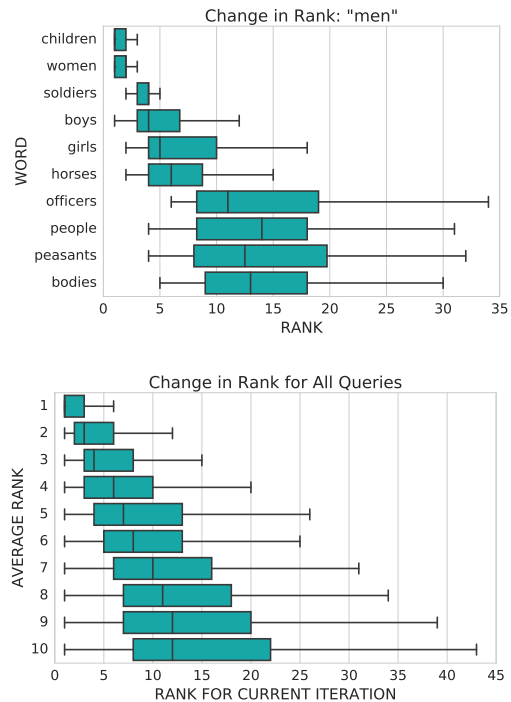 Change in Rank: "men"
WORD
children
women
soldiers
boys
girls
horses
officers
people
peasants
bodies
0 5 10 15 20 25 30 35
RANK
Change in Rank for All Queries
AVERAGE RANK
1
2
3
4
5
6
7
8
9
10
0 5 10 15 20 25 30 35 40 45
RANK FOR CURRENT ITERATION